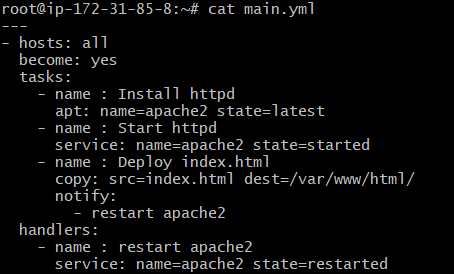 root@ip-172-31-85-8:~# cat main.yml
---
- hosts: all
  become: yes
  tasks:
    - name : Install httpd
      apt: name=apache2 state=latest
    - name : Start httpd
      service: name=apache2 state=started
    - name : Deploy index.html
      copy: src=index.html dest=/var/www/html/
      notify:
        - restart apache2
  handlers:
    - name : restart apache2
      service: name=apache2 state=restarted